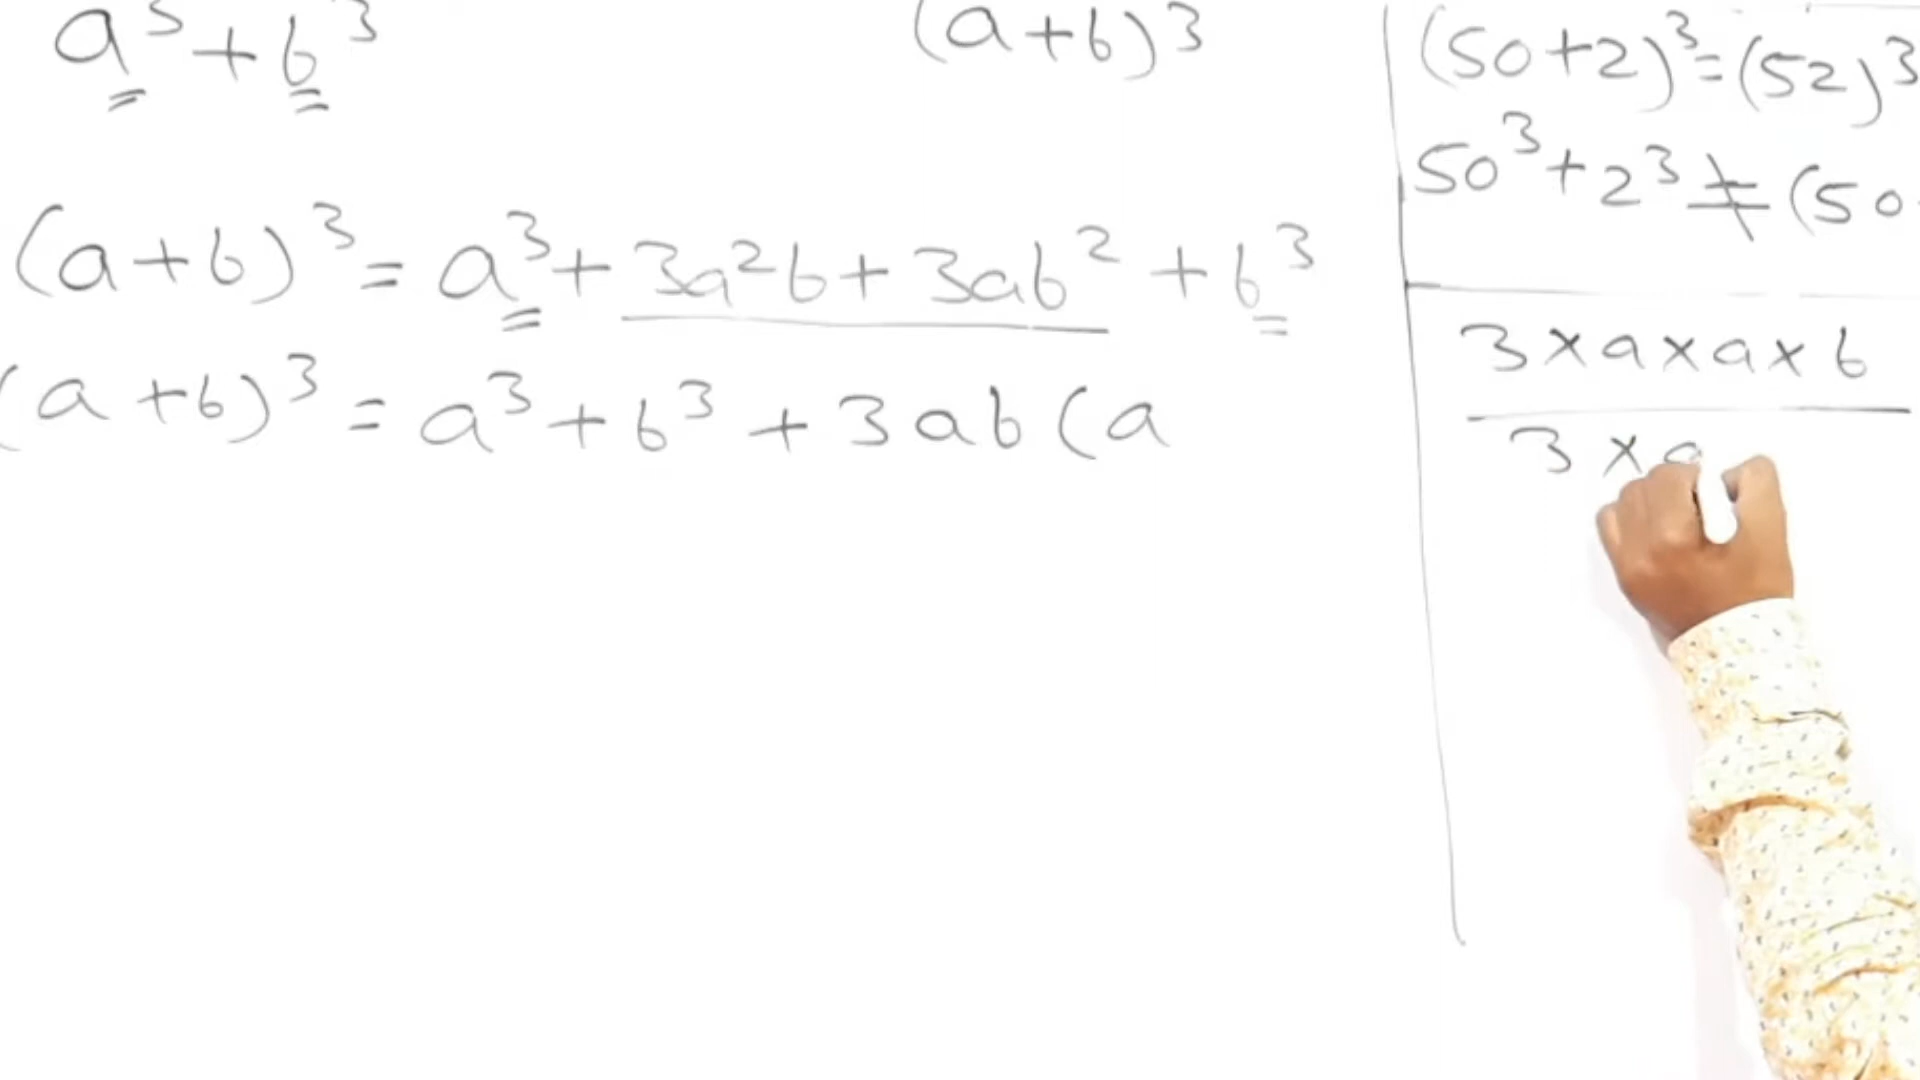 a³ + b³
(a+b)³
(a+b)³ = a³ + 3a²b + 3ab² + b³
(a+b)³ = a³ + b³ + 3ab(a
(50+2)³ = (52)³
50³ + 2³ ≠ (50
3 × a × a × b
3 × a